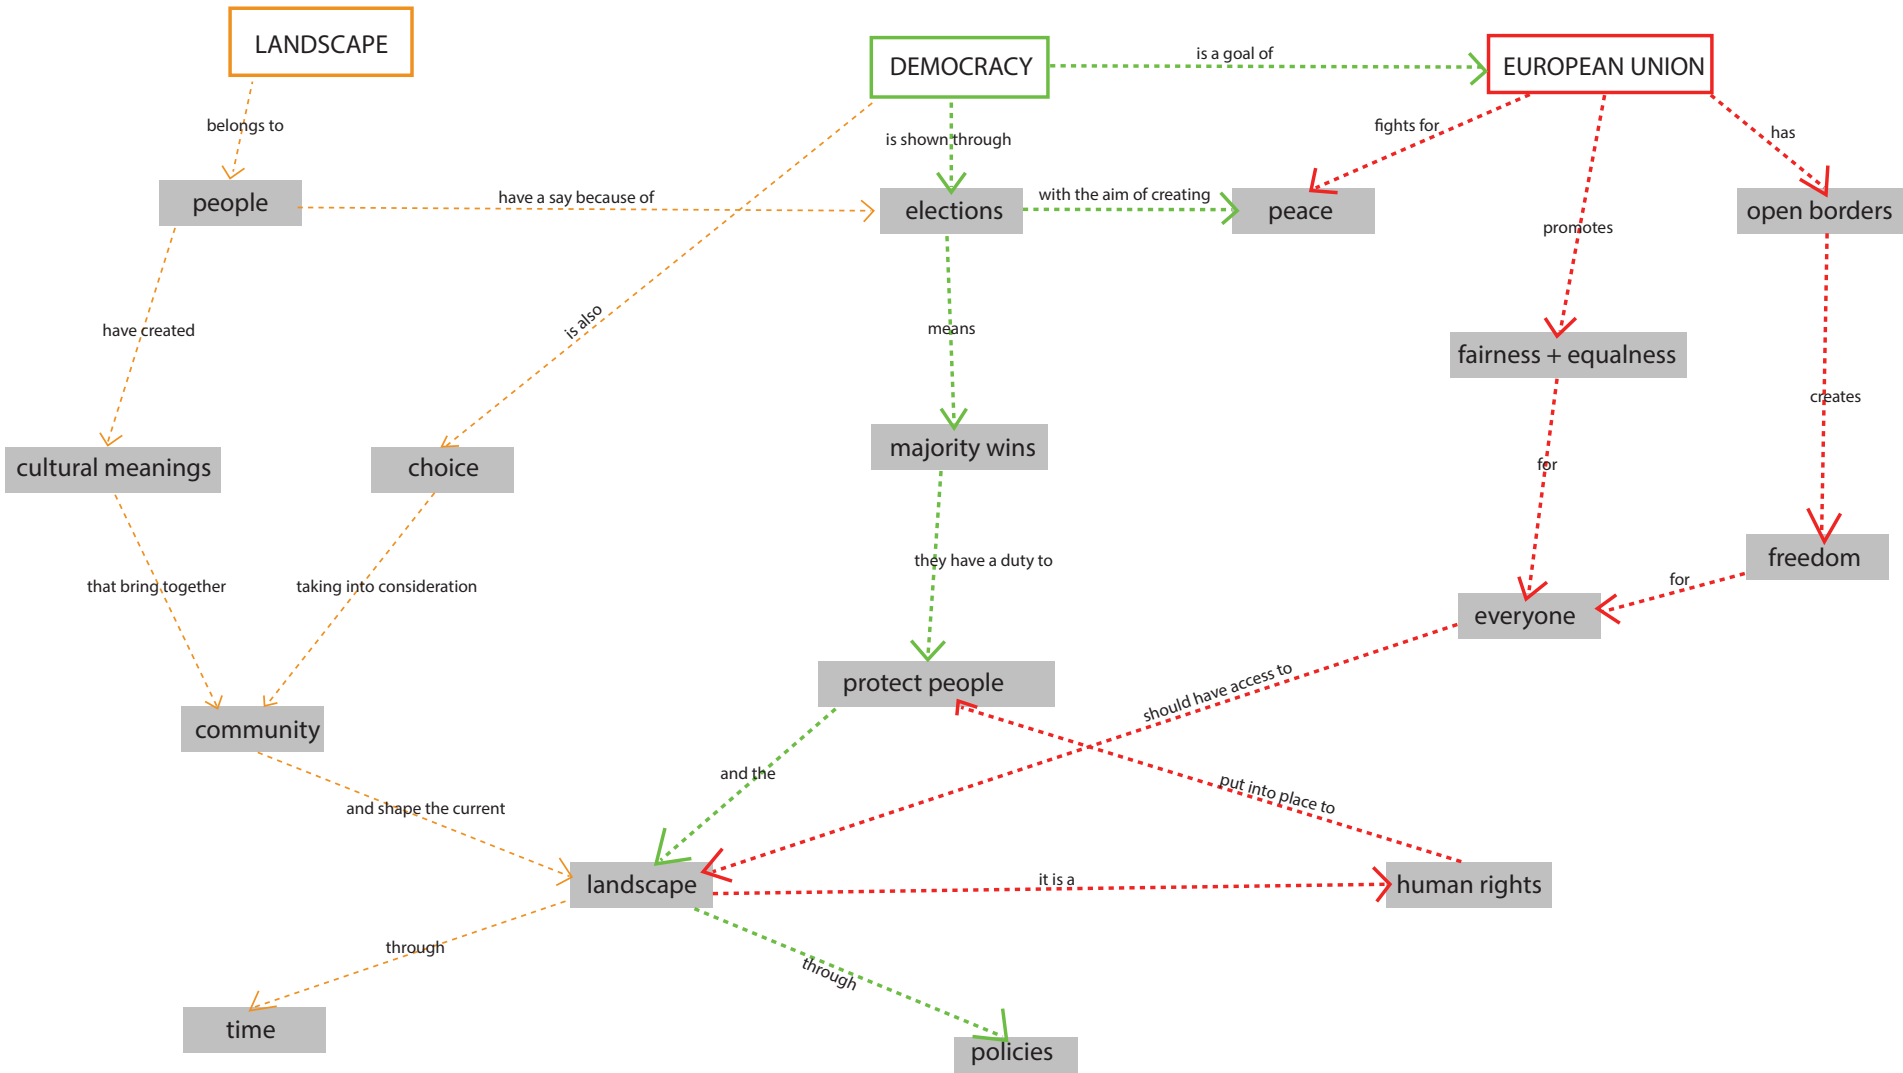 LANDSCAPE
DEMOCRACY
is a goal of
EUROPEAN UNION
belongs to
is shown through
fights for
has
people
have a say because of
elections
with the aim of creating
peace
open borders
promotes
have created
is also
means
fairness + equalness
creates
cultural meanings
choice
majority wins
for
that bring together
taking into consideration
they have a duty to
freedom
for
everyone
protect people
should have access to
community
and the
put into place to
and shape the current
landscape
it is a
human rights
through
through
time
policies